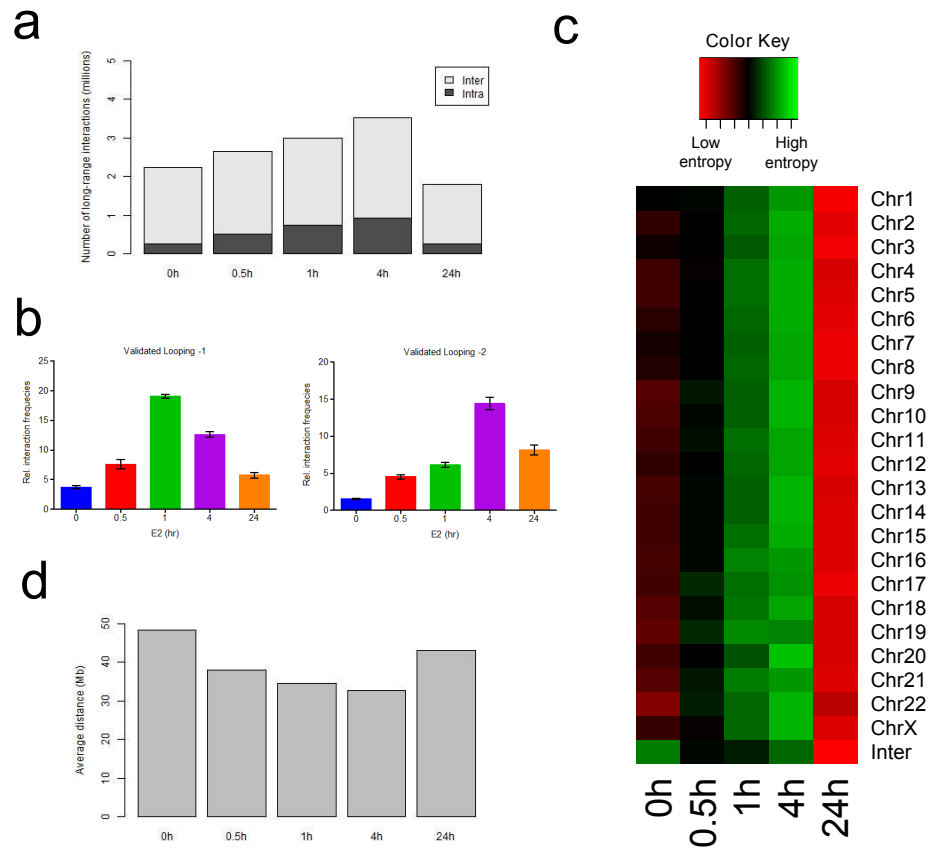 a
Number of long-range interactions (millions)
0
1
2
3
4
5
Inter
Intra
0h 0.5h 1h 4h 24h
b
Validated Looping -1
Rel. interaction frequecies
0
5
10
15
20
25
0 0.5 1 4 24
E2 (hr)
Validated Looping -2
Rel. interaction frequecies
0
5
10
15
20
0 0.5 1 4 24
E2 (hr)
c
Color Key
Low entropy
High entropy
Chr1
Chr2
Chr3
Chr4
Chr5
Chr6
Chr7
Chr8
Chr9
Chr10
Chr11
Chr12
Chr13
Chr14
Chr15
Chr16
Chr17
Chr18
Chr19
Chr20
Chr21
Chr22
ChrX
Inter
0h 0.5h 1h 4h 24h
d
Average distance (Mb)
0
10
20
30
40
50
0h 0.5h 1h 4h 24h